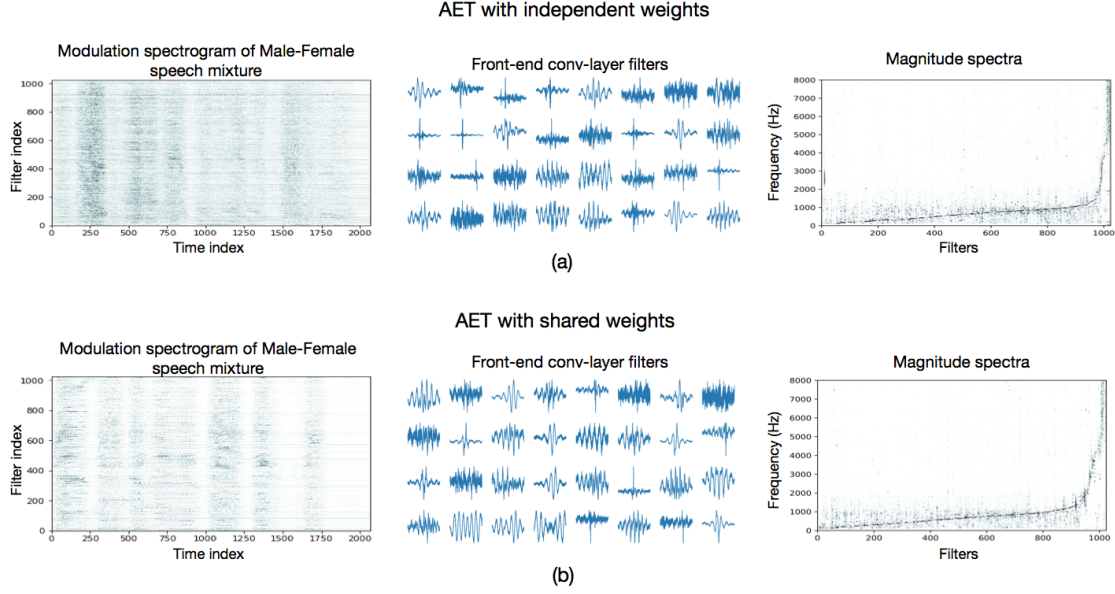 AET with independent weights
Modulation spectrogram of Male-Female
speech mixture
Front-end conv-layer filters
Magnitude spectra
Filter index
1000
800
600
400
200
0
0 250 500 750 1000 1250 1500 1750 2000
Time index
Frequency (Hz)
8000
7000
6000
5000
4000
3000
2000
1000
0
0 200 400 600 800 1000
Filters
(a)
AET with shared weights
Modulation spectrogram of Male-Female
speech mixture
Front-end conv-layer filters
Magnitude spectra
Filter index
1000
800
600
400
200
0
0 250 500 750 1000 1250 1500 1750 2000
Time index
Frequency (Hz)
8000
7000
6000
5000
4000
3000
2000
1000
0
0 200 400 600 800 1000
Filters
(b)